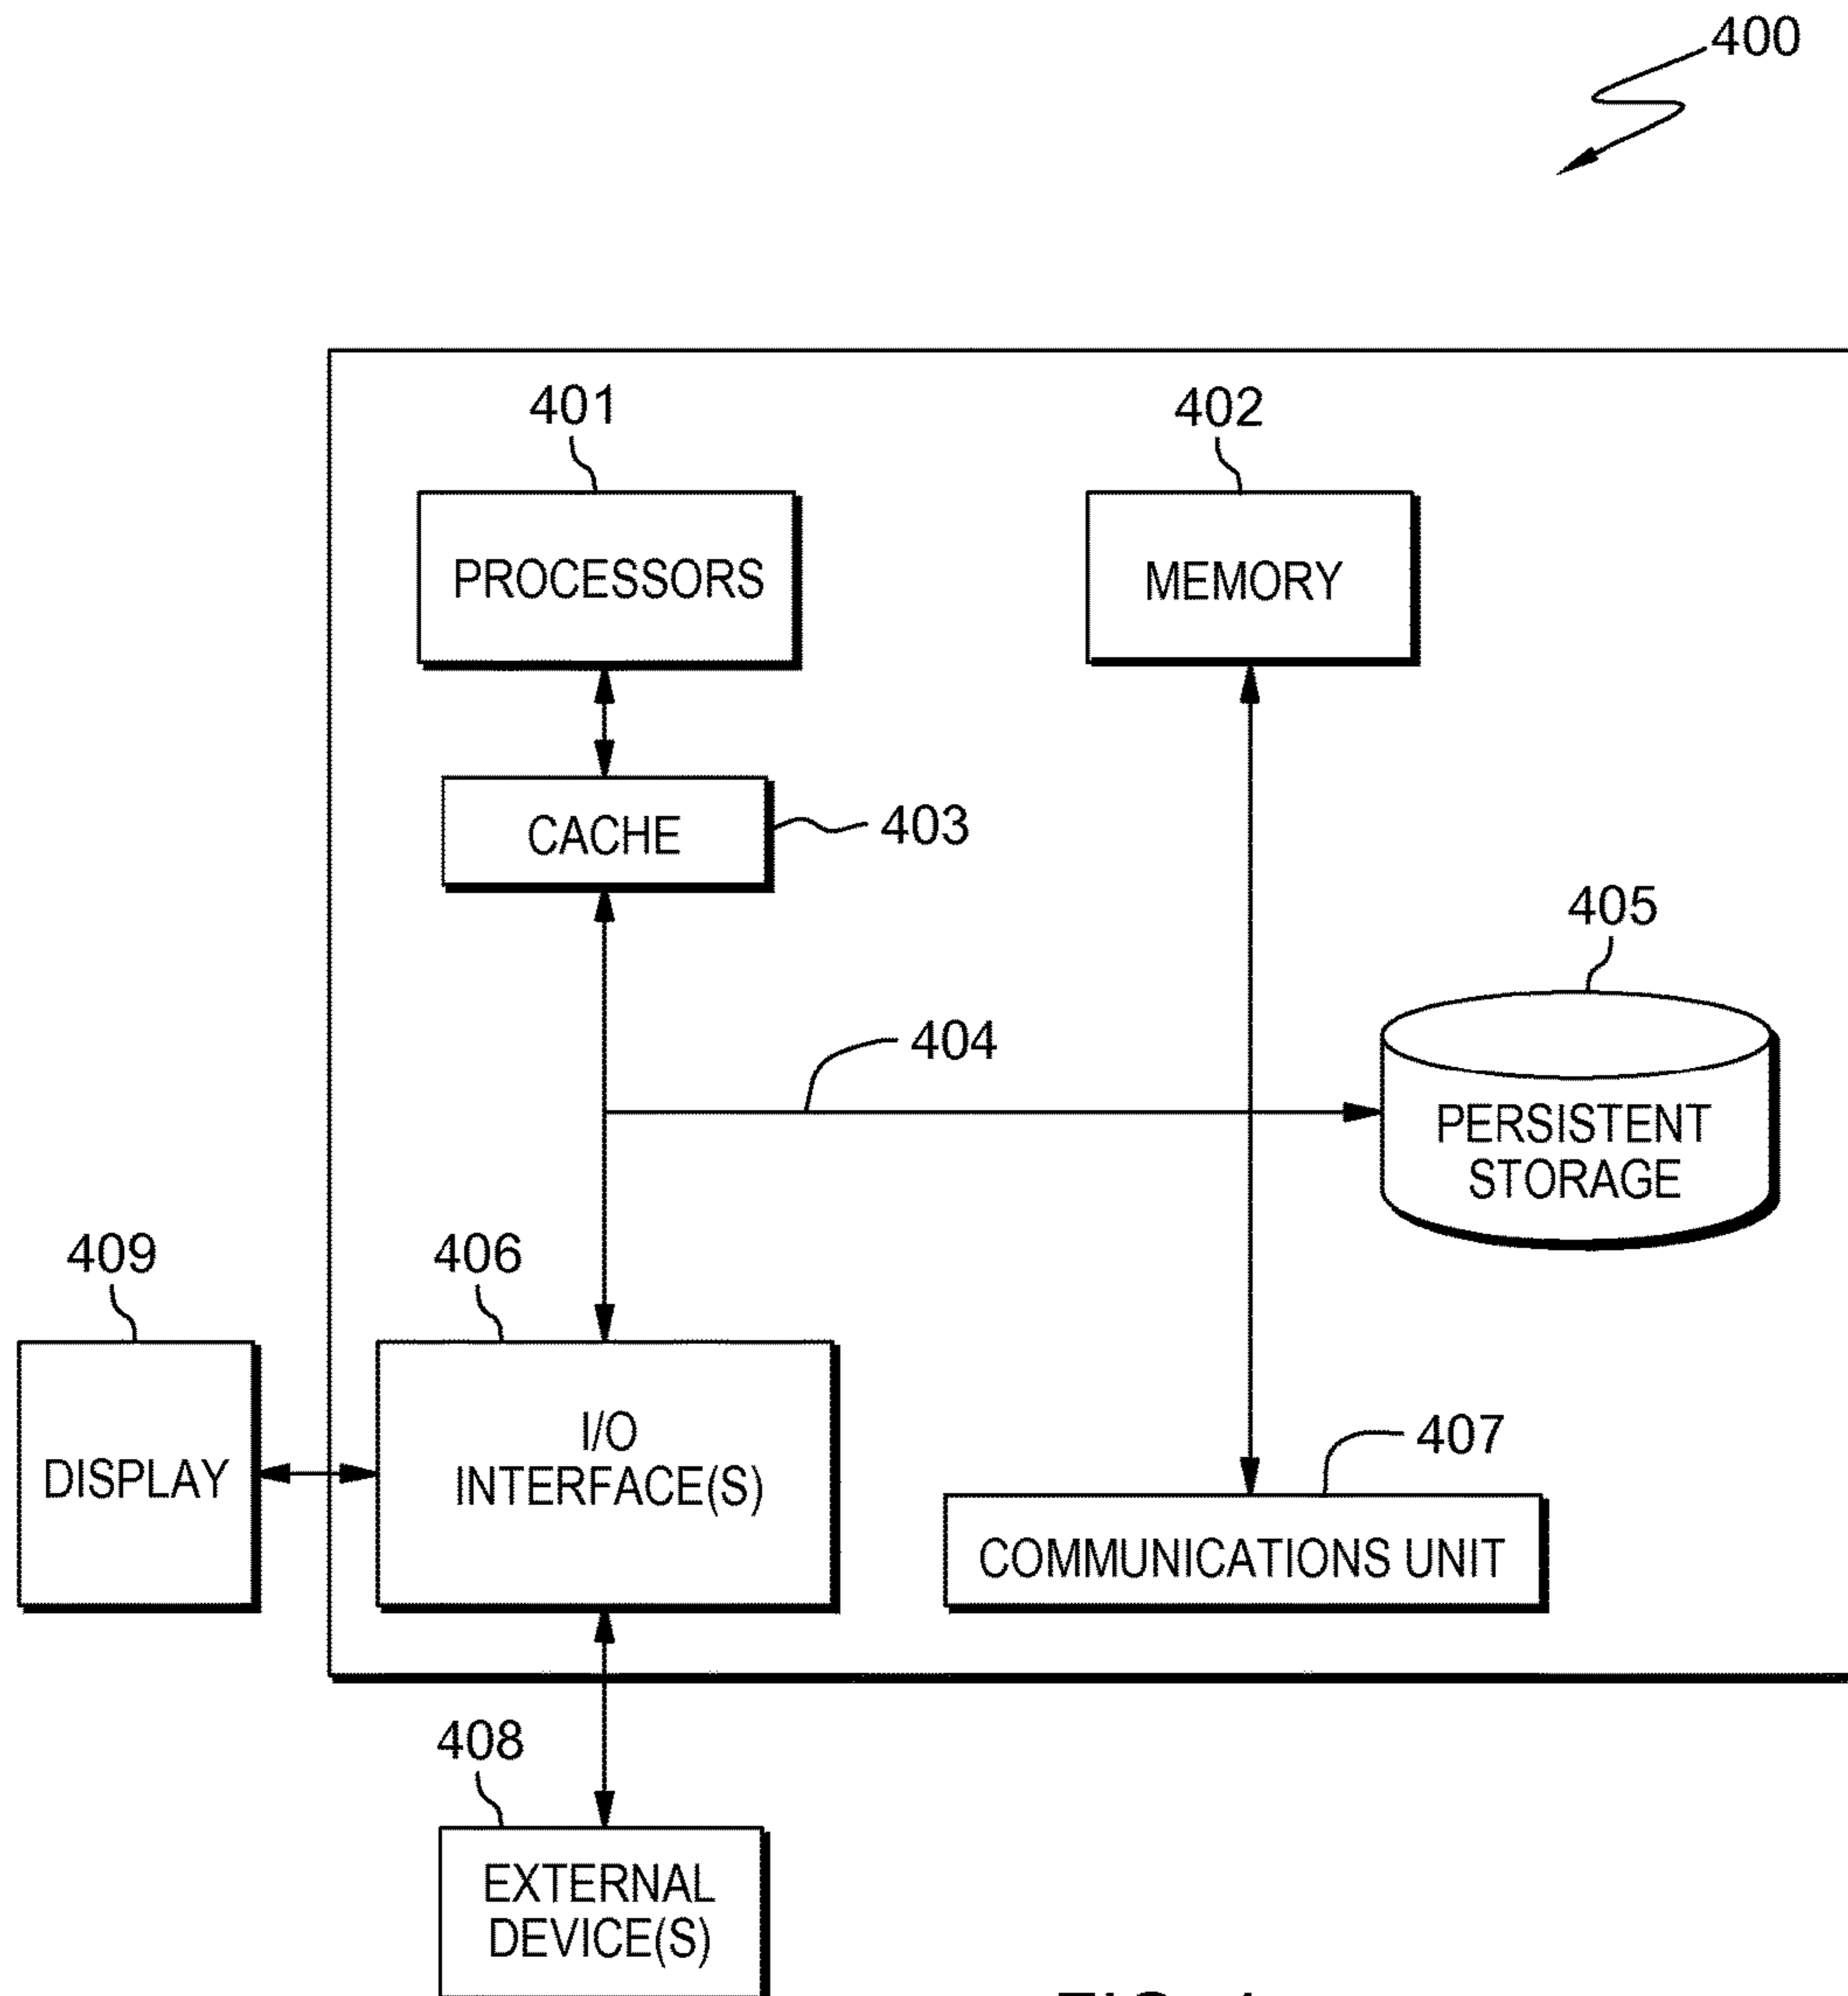 400
401
402
PROCESSORS
MEMORY
CACHE
403
405
404
PERSISTENT
STORAGE
409
406
I/O
INTERFACE(S)
DISPLAY
407
COMMUNICATIONS UNIT
408
EXTERNAL
DEVICE(S)